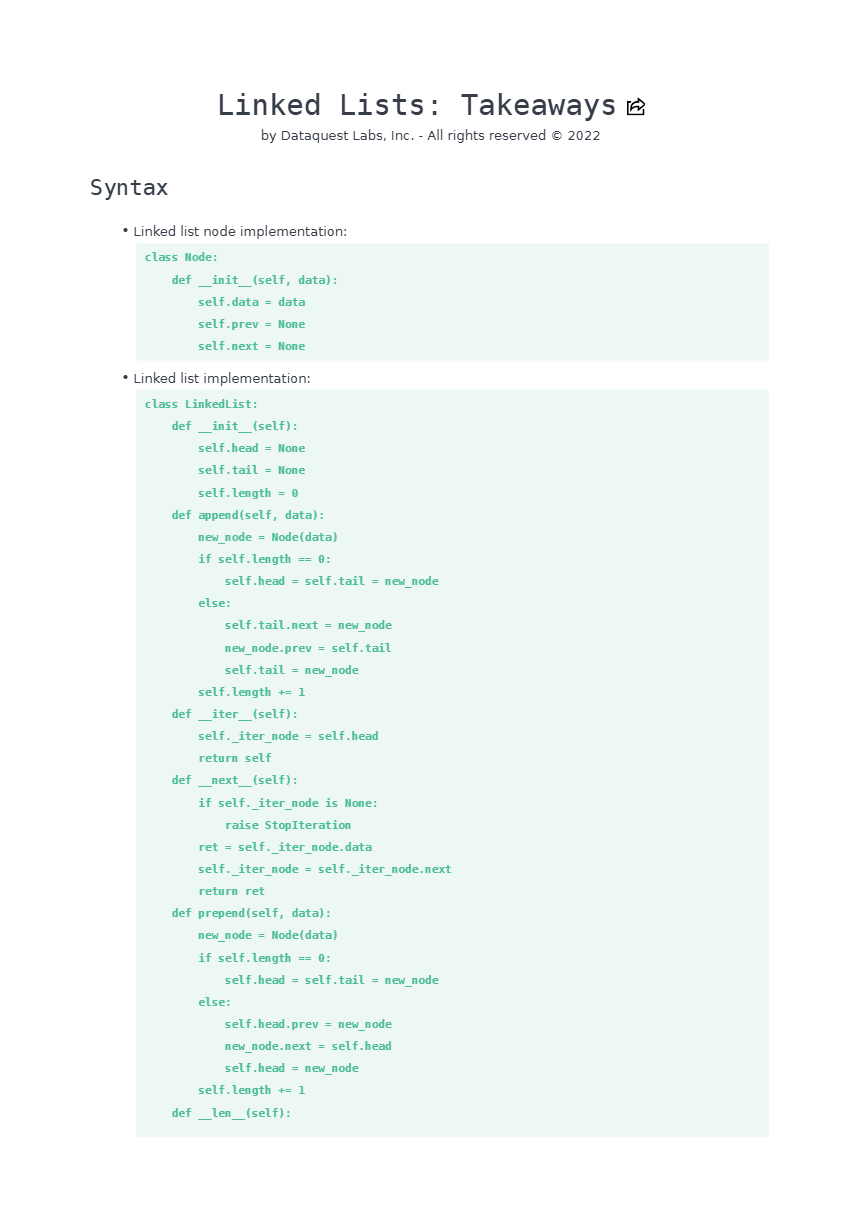 Linked Lists: Takeaways
by Dataquest Labs, Inc. - All rights reserved © 2022
Syntax
• Linked list node implementation:
class Node:
    def __init__(self, data):
        self.data = data
        self.prev = None
        self.next = None
• Linked list implementation:
class LinkedList:
    def __init__(self):
        self.head = None
        self.tail = None
        self.length = 0
    def append(self, data):
        new_node = Node(data)
        if self.length == 0:
            self.head = self.tail = new_node
        else:
            self.tail.next = new_node
            new_node.prev = self.tail
            self.tail = new_node
        self.length += 1
    def __iter__(self):
        self._iter_node = self.head
        return self
    def __next__(self):
        if self._iter_node is None:
            raise StopIteration
        ret = self._iter_node.data
        self._iter_node = self._iter_node.next
        return ret
    def prepend(self, data):
        new_node = Node(data)
        if self.length == 0:
            self.head = self.tail = new_node
        else:
            self.head.prev = new_node
            new_node.next = self.head
            self.head = new_node
        self.length += 1
    def __len__(self):